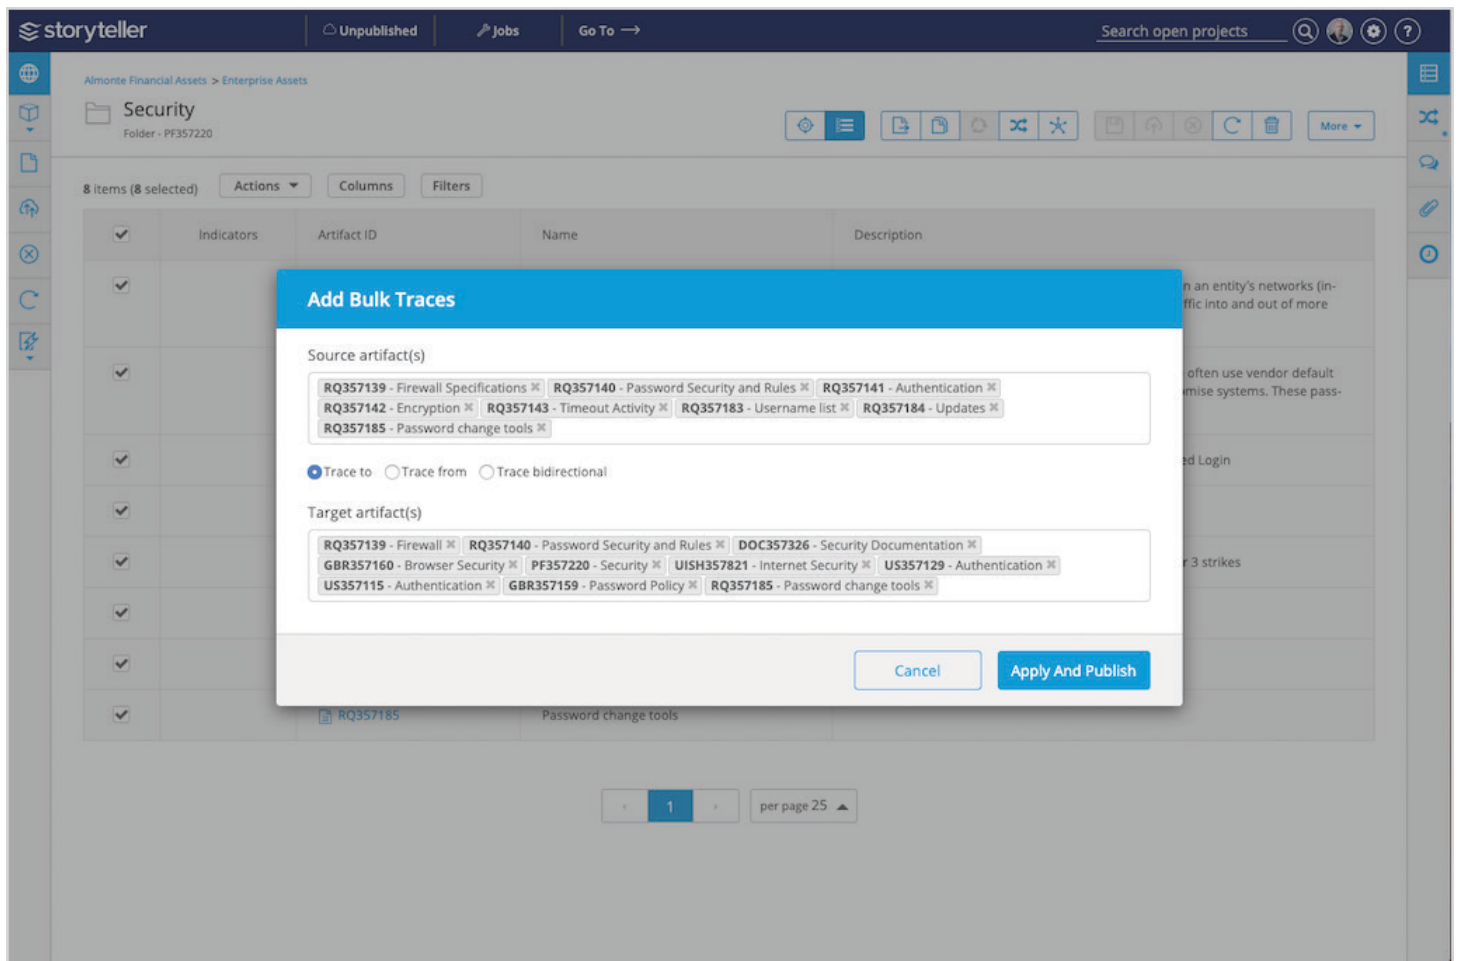 storyteller
Unpublished
Jobs
Go To →
Search open projects
?
Almonte Financial Assets > Enterprise Assets
Security
Folder - PF357220
More
8 items (8 selected)
Actions
Columns
Filters
Indicators
Artifact ID
Name
Description
n an entity's networks (in-
ffic into and out of more
often use vendor default
omise systems. These pass-
ed Login
r 3 strikes
Add Bulk Traces
Source artifact(s)
RQ357139 - Firewall Specifications × RQ357140 - Password Security and Rules × RQ357141 - Authentication ×
RQ357142 - Encryption × RQ357143 - Timeout Activity × RQ357183 - Username list × RQ357184 - Updates ×
RQ357185 - Password change tools ×
Trace to Trace from Trace bidirectional
Target artifact(s)
RQ357139 - Firewall × RQ357140 - Password Security and Rules × DOC357326 - Security Documentation ×
GBR357160 - Browser Security × PF357220 - Security × UISH357821 - Internet Security × US357129 - Authentication ×
US357115 - Authentication × GBR357159 - Password Policy × RQ357185 - Password change tools ×
Cancel
Apply And Publish
RQ357185
Password change tools
‹ 1 ›
per page 25